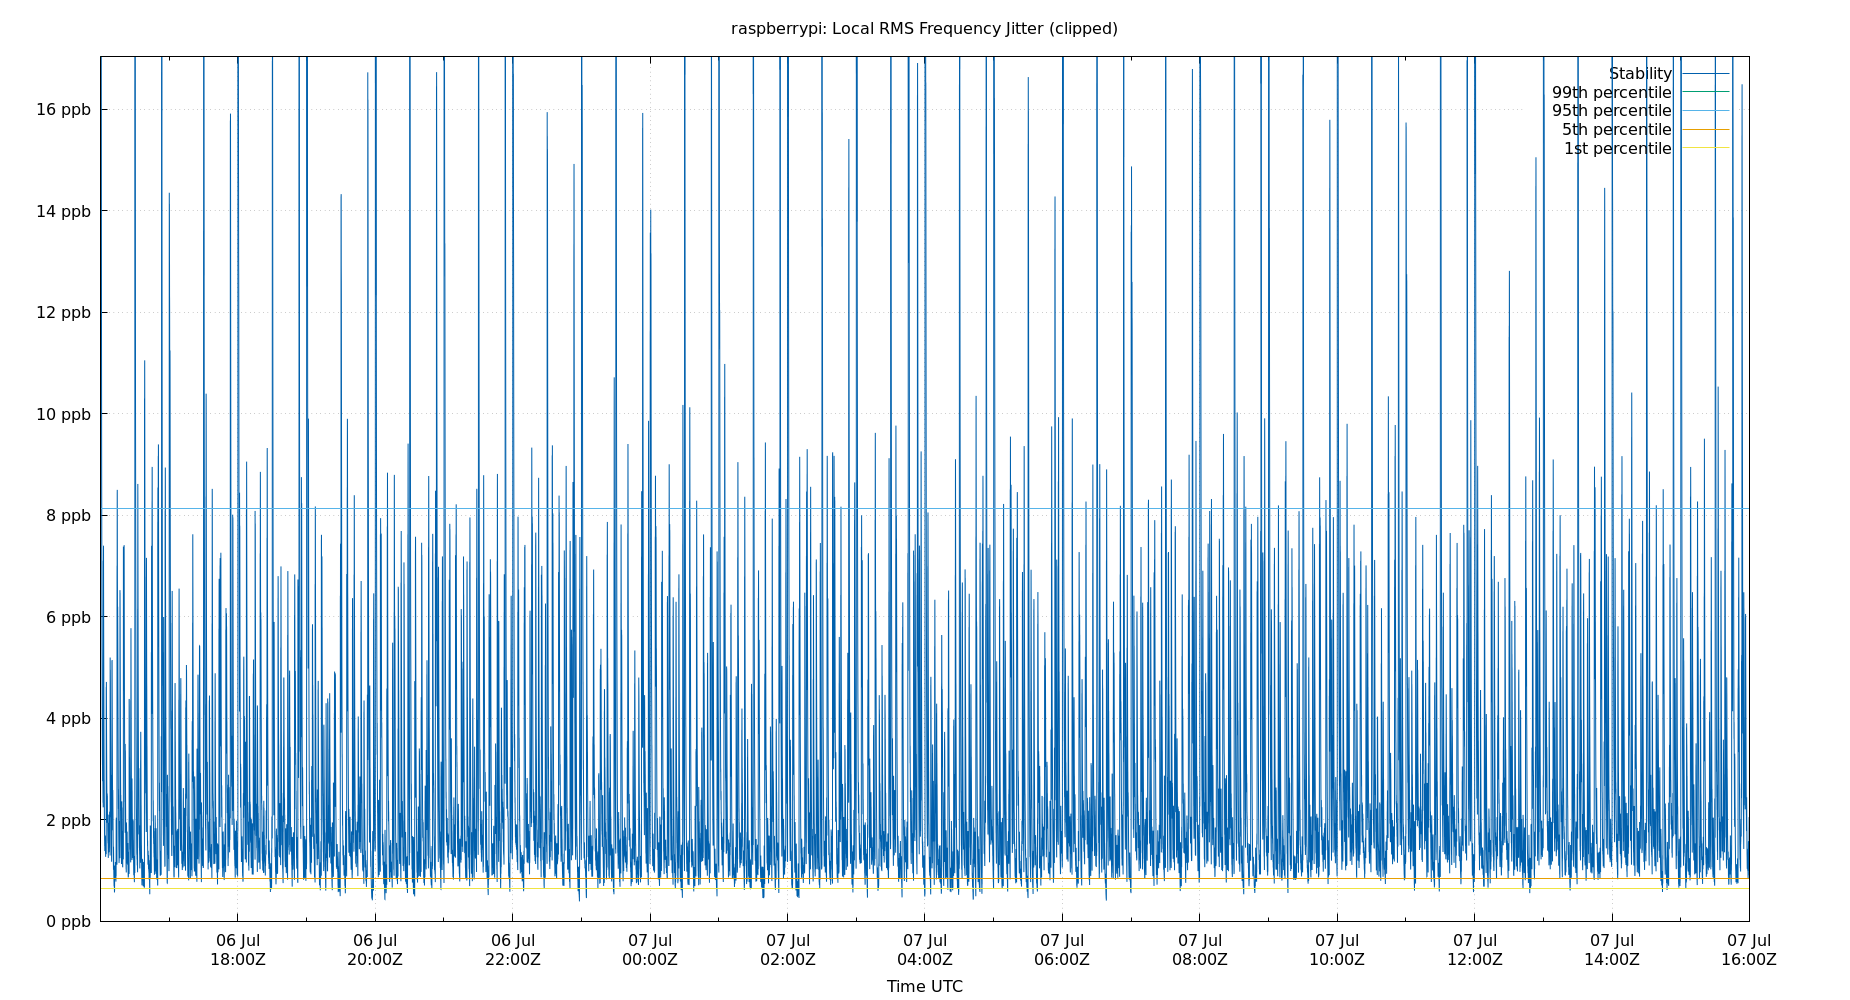 raspberrypi: Local RMS Frequency Jitter (clipped)
Stability
99th percentile
95th percentile
5th percentile
1st percentile
16 ppb
14 ppb
12 ppb
10 ppb
8 ppb
6 ppb
4 ppb
2 ppb
0 ppb
06 Jul 06 Jul 06 Jul 07 Jul 07 Jul 07 Jul 07 Jul 07 Jul 07 Jul 07 Jul 07 Jul 07 Jul
18:00Z 20:00Z 22:00Z 00:00Z 02:00Z 04:00Z 06:00Z 08:00Z 10:00Z 12:00Z 14:00Z 16:00Z
Time UTC